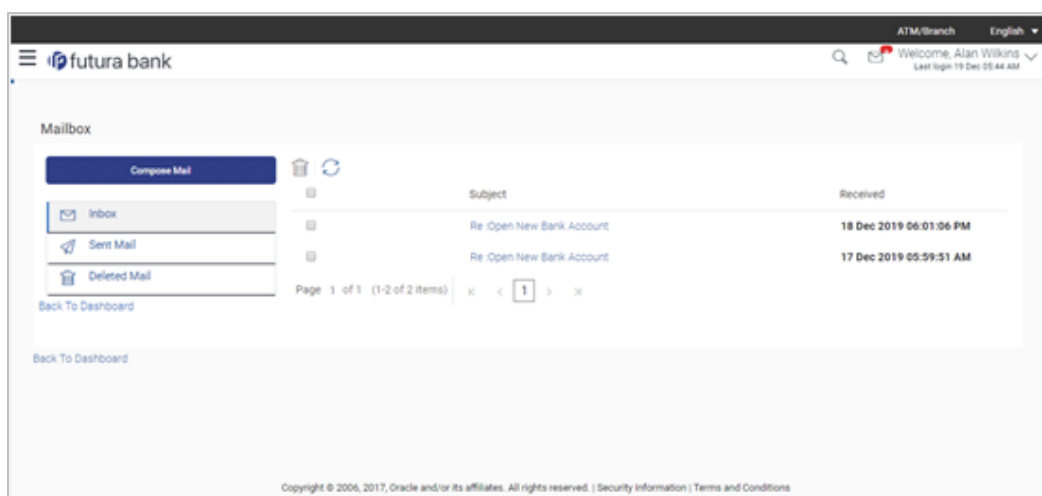 ATM/Branch English
futura bank
Welcome, Alan Wilkins
Last login 19 Dec 05:44 AM
Mailbox
Compose Mail
Inbox
Sent Mail
Deleted Mail
Back To Dashboard
Subject Received
Re :Open New Bank Account 18 Dec 2019 06:01:06 PM
Re :Open New Bank Account 17 Dec 2019 05:59:51 AM
Page 1 of 1 (1-2 of 2 items) K < 1 > X
Back To Dashboard
Copyright © 2006, 2017, Oracle and/or its affiliates. All rights reserved. | Security Information | Terms and Conditions